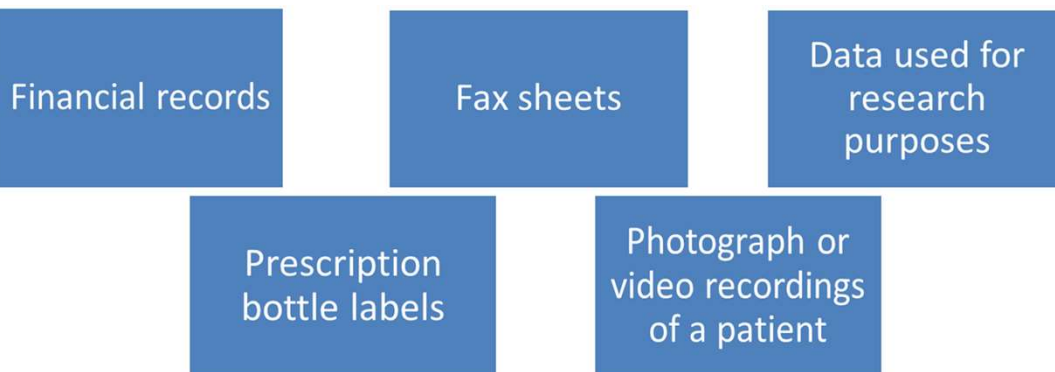 Financial records
Fax sheets
Data used for
research
purposes
Prescription
bottle labels
Photograph or
video recordings
of a patient